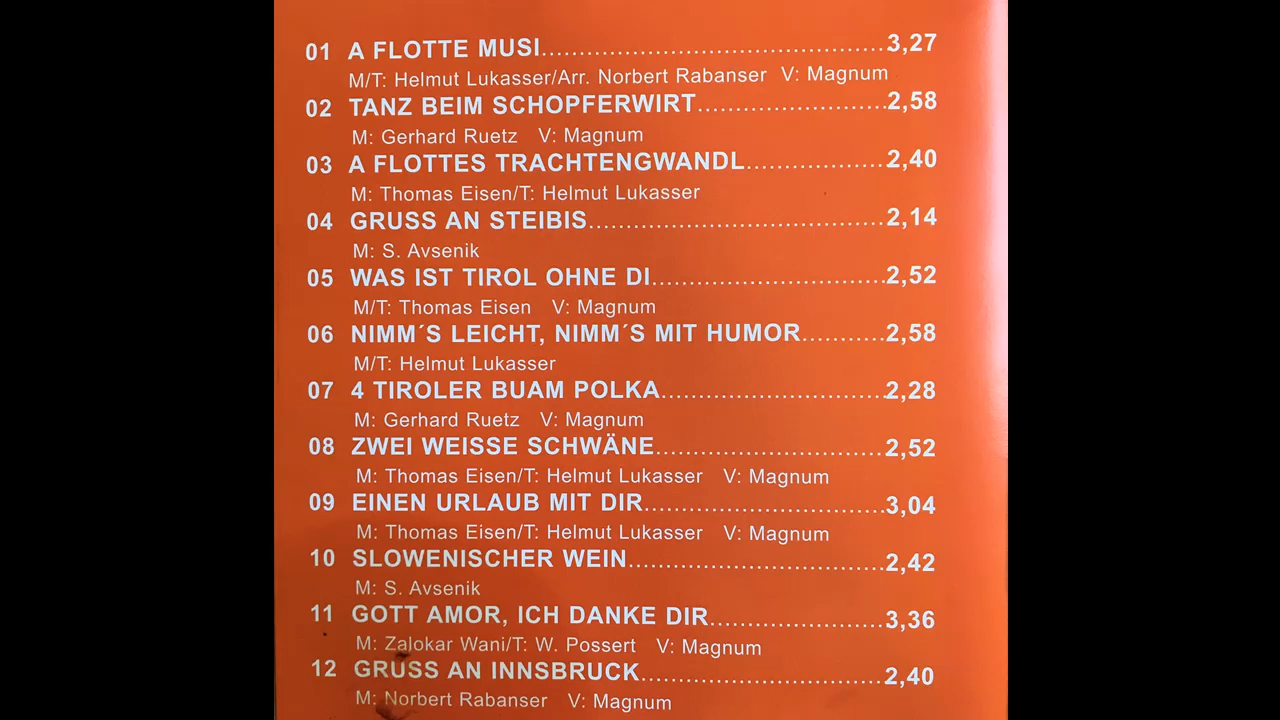 01 A FLOTTE MUSI........................................................3,27
M/T: Helmut Lukasser/Arr. Norbert Rabanser V: Magnum
02 TANZ BEIM SCHOPFERWIRT..............................2,58
M: Gerhard Ruetz V: Magnum
03 A FLOTTES TRACHTENGWANDL.......................2,40
M: Thomas Eisen/T: Helmut Lukasser
04 GRUSS AN STEIBIS................................................2,14
M: S. Avsenik
05 WAS IST TIROL OHNE DI......................................2,52
M/T: Thomas Eisen V: Magnum
06 NIMM´S LEICHT, NIMM´S MIT HUMOR.............2,58
M/T: Helmut Lukasser
07 4 TIROLER BUAM POLKA....................................2,28
M: Gerhard Ruetz V: Magnum
08 ZWEI WEISSE SCHWÄNE.....................................2,52
M: Thomas Eisen/T: Helmut Lukasser V: Magnum
09 EINEN URLAUB MIT DIR.......................................3,04
M: Thomas Eisen/T: Helmut Lukasser V: Magnum
10 SLOWENISCHER WEIN.........................................2,42
M: S. Avsenik
11 GOTT AMOR, ICH DANKE DIR............................3,36
M: Zalokar Wani/T: W. Possert V: Magnum
12 GRUSS AN INNSBRUCK.......................................2,40
M: Norbert Rabanser V: Magnum